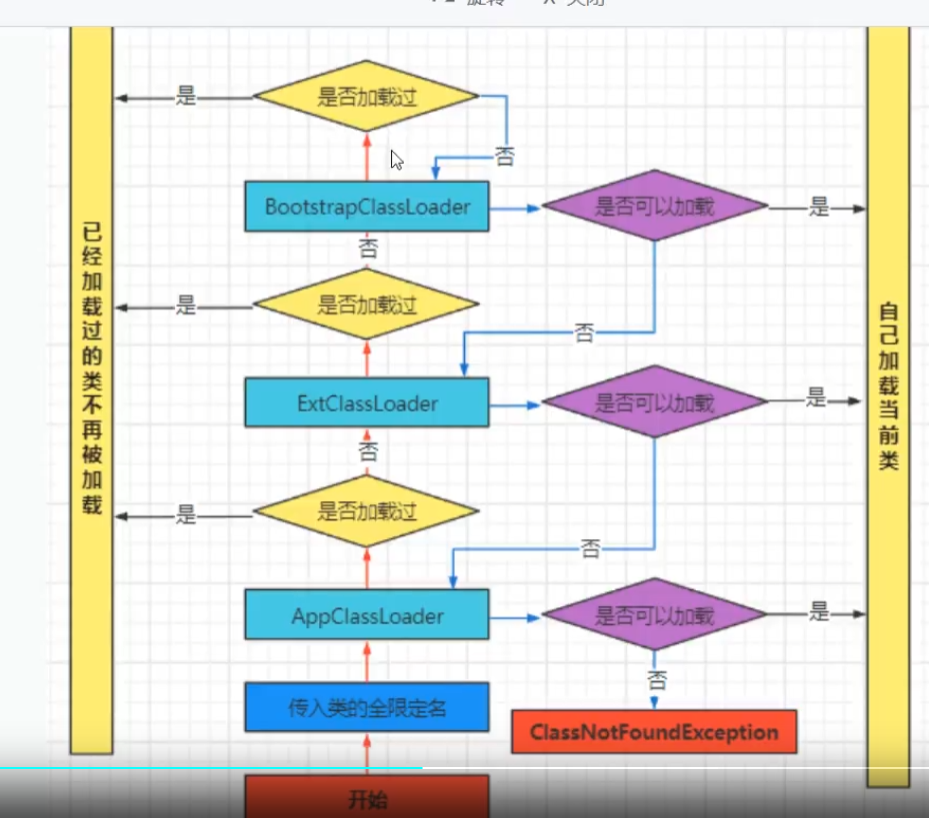 旋转 关闭
是
是否加载过
否
BootstrapClassLoader
是否可以加载
是
否
是
是否加载过
否
ExtClassLoader
是否可以加载
是
否
是
是否加载过
否
AppClassLoader
是否可以加载
是
否
传入类的全限定名
ClassNotFoundException
开始
已经加载过的类不再被加载
自己加载当前类